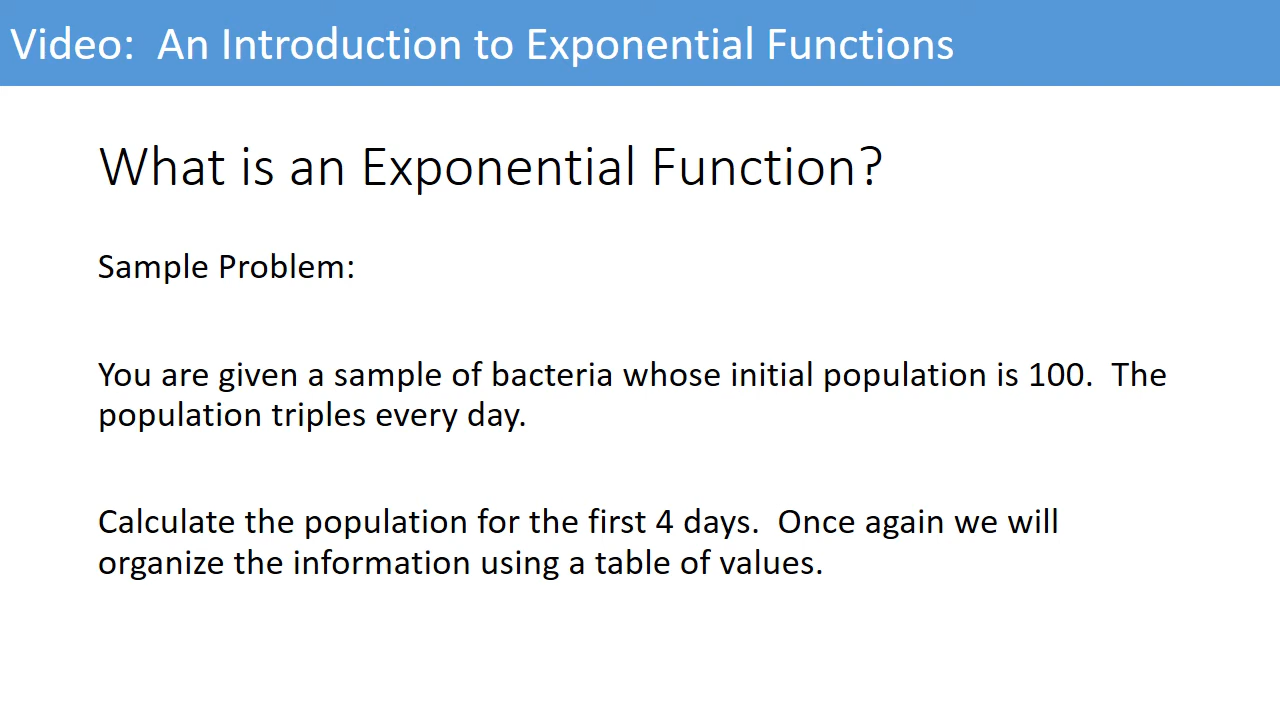 Video:  An Introduction to Exponential Functions
What is an Exponential Function?
Sample Problem:
You are given a sample of bacteria whose initial population is 100.  The
population triples every day.
Calculate the population for the first 4 days.  Once again we will
organize the information using a table of values.